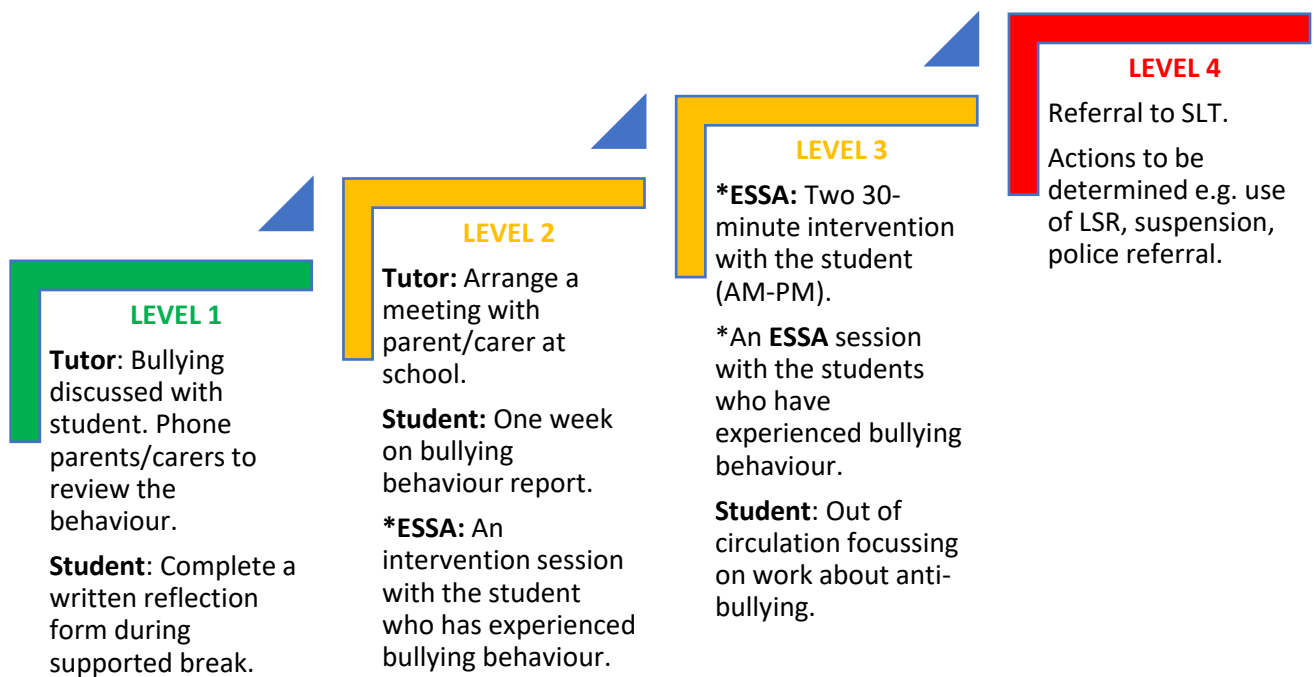 LEVEL 1
Tutor: Bullying
discussed with
student. Phone
parents/carers to
review the
behaviour.
Student: Complete a
written reflection
form during
supported break.
LEVEL 2
Tutor: Arrange a
meeting with
parent/carer at
school.
Student: One week
on bullying
behaviour report.
*ESSA: An
intervention session
with the student
who has experienced
bullying behaviour.
LEVEL 3
*ESSA: Two 30-
minute intervention
with the student
(AM-PM).
*An ESSA session
with the students
who have
experienced bullying
behaviour.
Student: Out of
circulation focussing
on work about anti-
bullying.
LEVEL 4
Referral to SLT.
Actions to be
determined e.g. use
of LSR, suspension,
police referral.